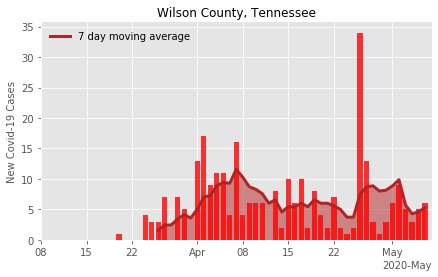 Wilson County, Tennessee
7 day moving average
New Covid-19 Cases
35
30
25
20
15
10
5
0
08 15 22 Apr 08 15 22 May
2020-May